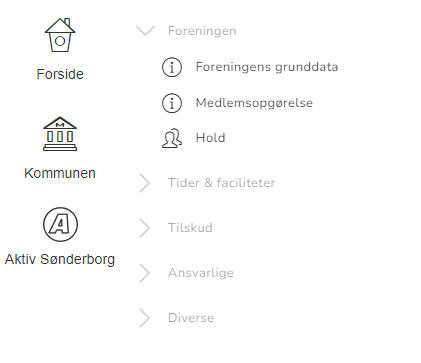 Forside
Kommunen
Aktiv Sønderborg
Foreningen
Foreningens grunddata
Medlemsopgørelse
Hold
Tider & faciliteter
Tilskud
Ansvarlige
Diverse